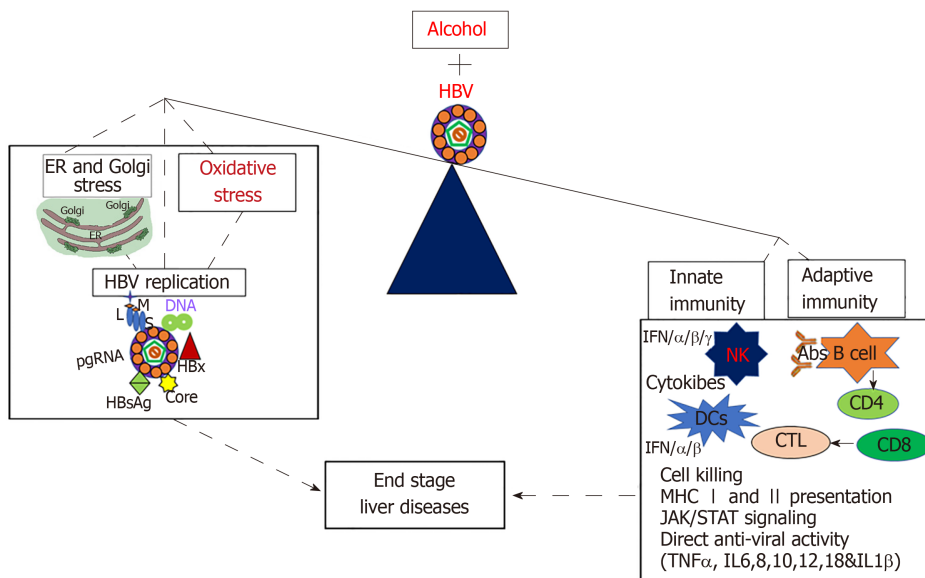 Alcohol
HBV
ER and Golgi
stress
Oxidative
stress
Golgi
Golgi
ER
HBV replication
L
M
S
DNA
pgRNA
HBx
HBsAg
Core
Innate
immunity
Adaptive
immunity
IFN/α/β/γ
NK
Abs
B cell
Cytokibes
CD4
DCs
CTL
CD8
IFN/α/β
Cell killing
MHC Ⅰ and Ⅱ presentation
JAK/STAT signaling
Direct anti-viral activity
(TNFα, IL6,8,10,12,18&IL1β)
End stage
liver diseases